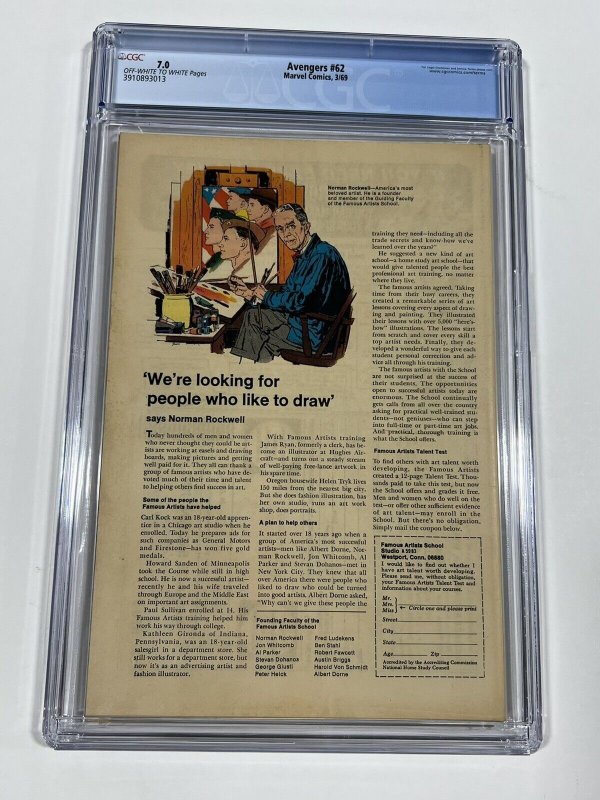 CGC
7.0
OFF-WHITE TO WHITE Pages
3910893013
Avengers #62
Marvel Comics, 3/69
www.cgccomics.com/terms
CGC
Norman Rockwell—America's most
beloved artist. He is a founder
and member of the Guiding Faculty
of the Famous Artists School.
'We're looking for
people who like to draw'
says Norman Rockwell
Today hundreds of men and women
who never thought they could be art-
ists are working at easels and drawing
boards, making pictures and getting
well paid for it. They all can thank a
group of famous artists who have de-
voted much of their time and talent
to helping others find success in art.
Some of the people the
Famous Artists have helped
Carl Kock was an 18-year-old appren-
tice in a Chicago art studio when he
enrolled. Today he prepares ads for
such companies as General Motors
and Firestone—has won five gold
medals.
Howard Sanden of Minneapolis
took the Course while still in high
school. He is now a successful artist—
recently he and his wife traveled
through Europe and the Middle East
on important art assignments.
Paul Sullivan enrolled at 14. His
Famous Artists training helped him
work his way through college.
Kathleen Gironda of Indiana,
Pennsylvania, was an 18-year-old
salesgirl in a department store. She
still works for a department store, but
now it's as an advertising artist and
fashion illustrator.
With Famous Artists training
James Ryan, formerly a clerk, has be-
come an illustrator at Hughes Air-
craft—and turns out a steady stream
of well-paying free-lance artwork in
his spare time.
Oregon housewife Helen Tryk lives
150 miles from the nearest big city.
But she does fashion illustration, has
her own studio, runs an art work
shop, does portraits.
A plan to help others
It started over 18 years ago when a
group of America's most successful
artists—men like Albert Dorne, Nor-
man Rockwell, Jon Whitcomb, Al
Parker and Stevan Dohanos—met in
New York City. They knew that all
over America there were people who
liked to draw who could be turned
into good artists. Albert Dorne asked,
"Why can't we give these people the
Founding Faculty of the
Famous Artists School
Norman Rockwell
Jon Whitcomb
Al Parker
Stevan Dohanos
George Giusti
Peter Helck
Fred Ludekens
Ben Stahl
Robert Fawcett
Austin Briggs
Harold Von Schmidt
Albert Dorne
training they need—including all the
trade secrets and know-how we've
learned over the years?"
He suggested a new kind of art
school—a home study art school—that
would give talented people the best
professional art training, no matter
where they live.
The famous artists agreed. Taking
time from their busy careers, they
created a remarkable series of art
lessons covering every aspect of draw-
ing and painting. They illustrated
their lessons with over 5,000 "here's-
how" illustrations. The lessons start
from scratch and cover every skill a
top artist needs. Finally, they de-
veloped a wonderful way to give each
student personal correction and ad-
vice all through his training.
The famous artists with the School
are not surprised at the success of
their students. The opportunities
open to successful artists today are
enormous. The School continually
gets calls from all over the country
asking for practical well-trained stu-
dents—not geniuses—who can step
into full-time or part-time art jobs.
And practical, thorough training is
what the School offers.
Famous Artists Talent Test
To find others with art talent worth
developing, the Famous Artists
created a 12-page Talent Test. Thou-
sands paid to take this test, but now
the School offers and grades it free.
Men and women who do well on the
test—or offer other sufficient evidence
of art talent—may enroll in the
School. But there's no obligation.
Simply mail the coupon below.
Famous Artists School
Studio
Westport, Conn. 06880
I would like to find out whether I
have art talent worth developing.
Please send me, without obligation,
your Famous Artists Talent Test and
information about your courses.
Mr.
Mrs.
Miss
Circle one and please print
Street
City
State
Age Zip
Accredited by the Accrediting Commission
National Home Study Council